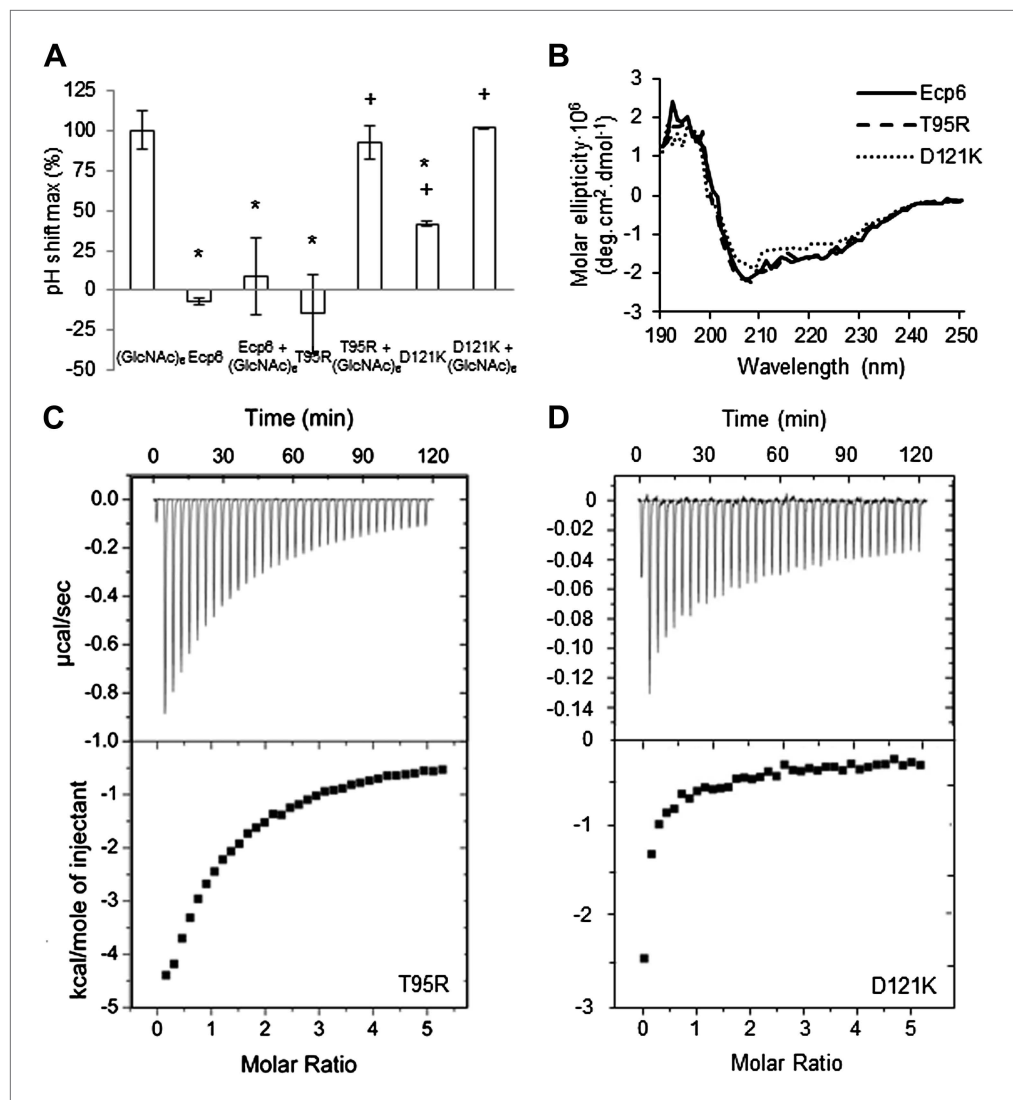 A
pH shift max (%)
125
100
75
50
25
0
-25
-50
*
*
*
+
*
+
+
(GlcNAc)₆
Ecp6
Ecp6 +
(GlcNAc)₆
T95R
T95R +
(GlcNAc)₆
D121K
D121K +
(GlcNAc)₆
B
Molar ellipticity·10⁶
(deg.cm².dmol⁻¹)
3
2
1
0
-1
-2
-3
190 200 210 220 230 240 250
Wavelength (nm)
Ecp6
T95R
D121K
C
Time (min)
0 30 60 90 120
µcal/sec
0.0
-0.2
-0.4
-0.6
-0.8
-1.0
kcal/mole of injectant
-1
-2
-3
-4
-5
T95R
0 1 2 3 4 5
Molar Ratio
D
Time (min)
0 30 60 90 120
0
-0.02
-0.04
-0.06
-0.08
-0.10
-0.12
-0.14
0
-1
-2
-3
D121K
0 1 2 3 4 5
Molar Ratio